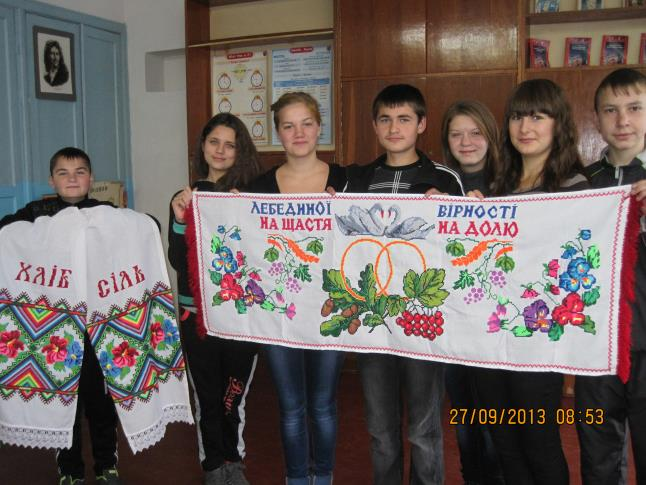 ХЛІБ СІЛЬ
ЛЕБЕДИНОЇ ВІРНОСТІ
НА ЩАСТЯ НА ДОЛЮ
27/09/2013 08:53